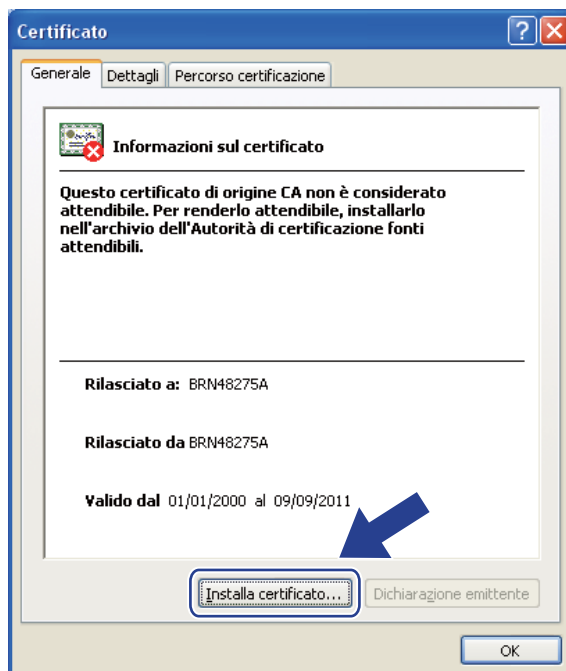 Certificato
Generale Dettagli Percorso certificazione
Informazioni sul certificato
Questo certificato di origine CA non è considerato
attendibile. Per renderlo attendibile, installarlo
nell'archivio dell'Autorità di certificazione fonti
attendibili.
Rilasciato a: BRN48275A
Rilasciato da BRN48275A
Valido dal 01/01/2000 al 09/09/2011
Installa certificato... Dichiarazione emittente
OK